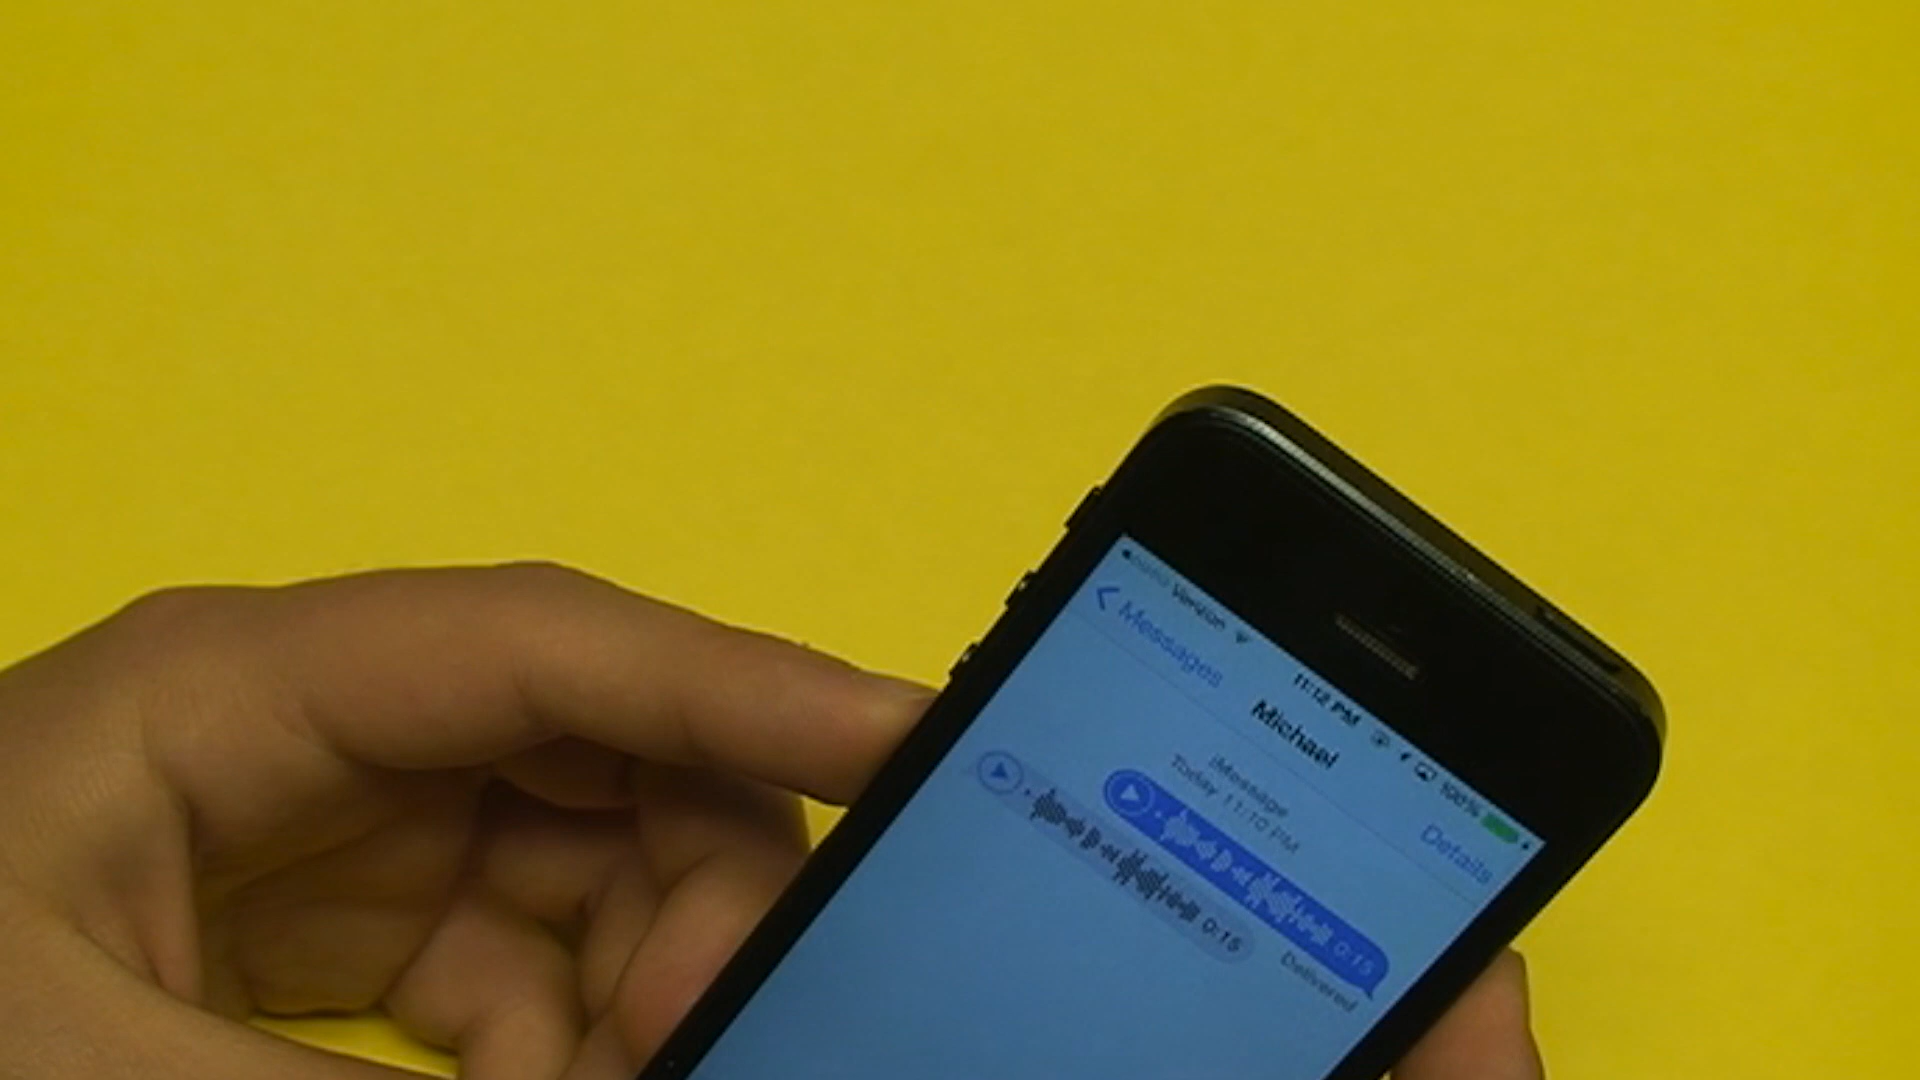 Verizon 11:12 PM 100%
Messages Michael Details
iMessage
Today 11:10 PM
0:15
Delivered
0:15